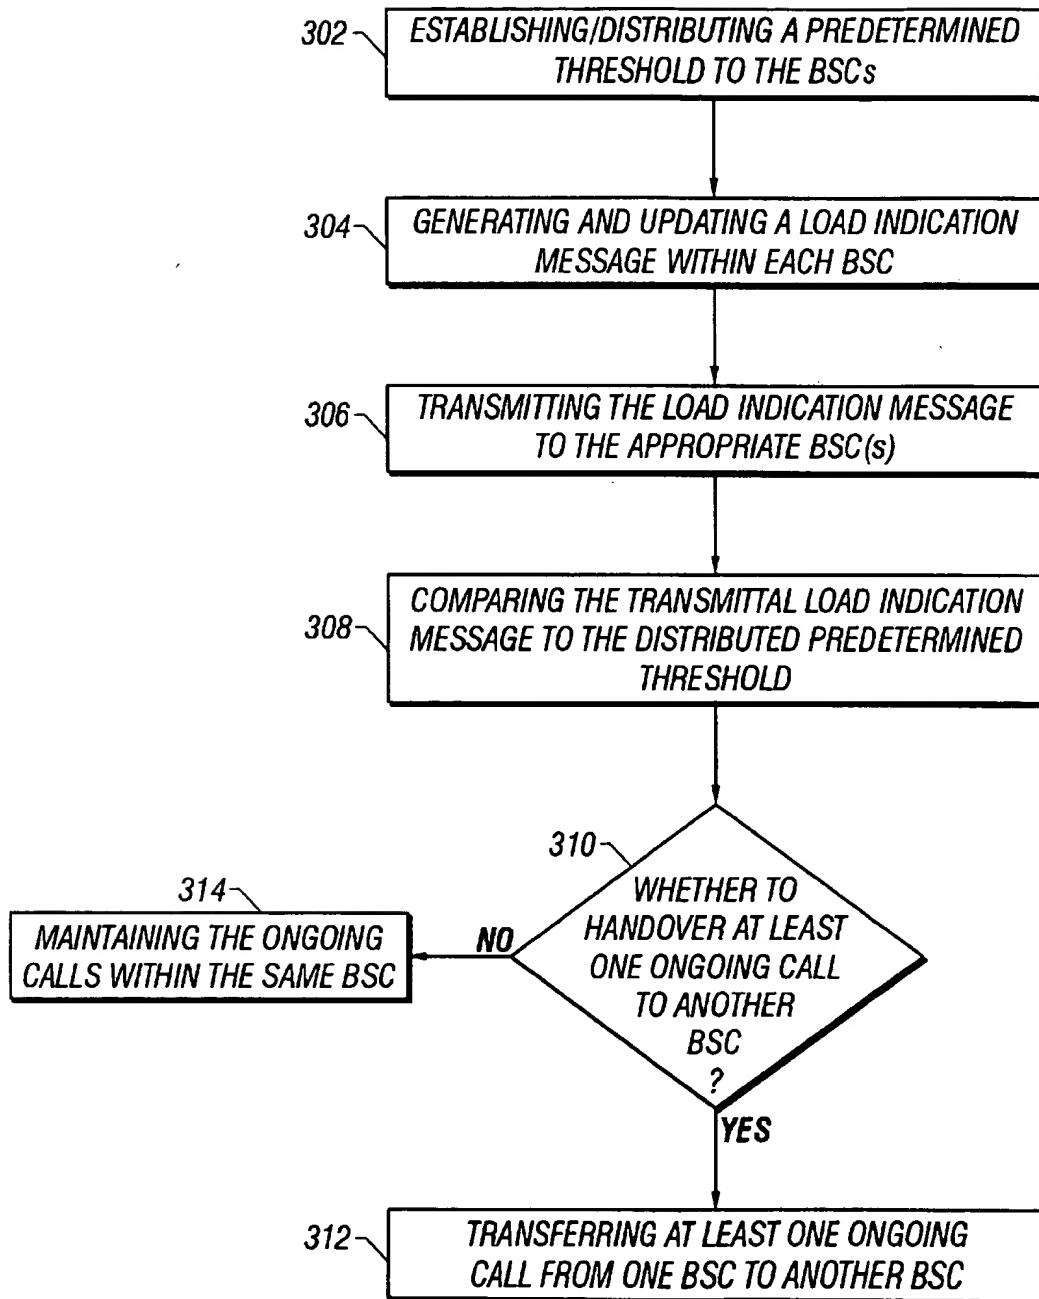 302
ESTABLISHING/DISTRIBUTING A PREDETERMINED
THRESHOLD TO THE BSCs
304
GENERATING AND UPDATING A LOAD INDICATION
MESSAGE WITHIN EACH BSC
306
TRANSMITTING THE LOAD INDICATION MESSAGE
TO THE APPROPRIATE BSC(s)
308
COMPARING THE TRANSMITTAL LOAD INDICATION
MESSAGE TO THE DISTRIBUTED PREDETERMINED
THRESHOLD
310
WHETHER TO
HANDOVER AT LEAST
ONE ONGOING CALL
TO ANOTHER
BSC
?
NO
314
MAINTAINING THE ONGOING
CALLS WITHIN THE SAME BSC
YES
312
TRANSFERRING AT LEAST ONE ONGOING
CALL FROM ONE BSC TO ANOTHER BSC